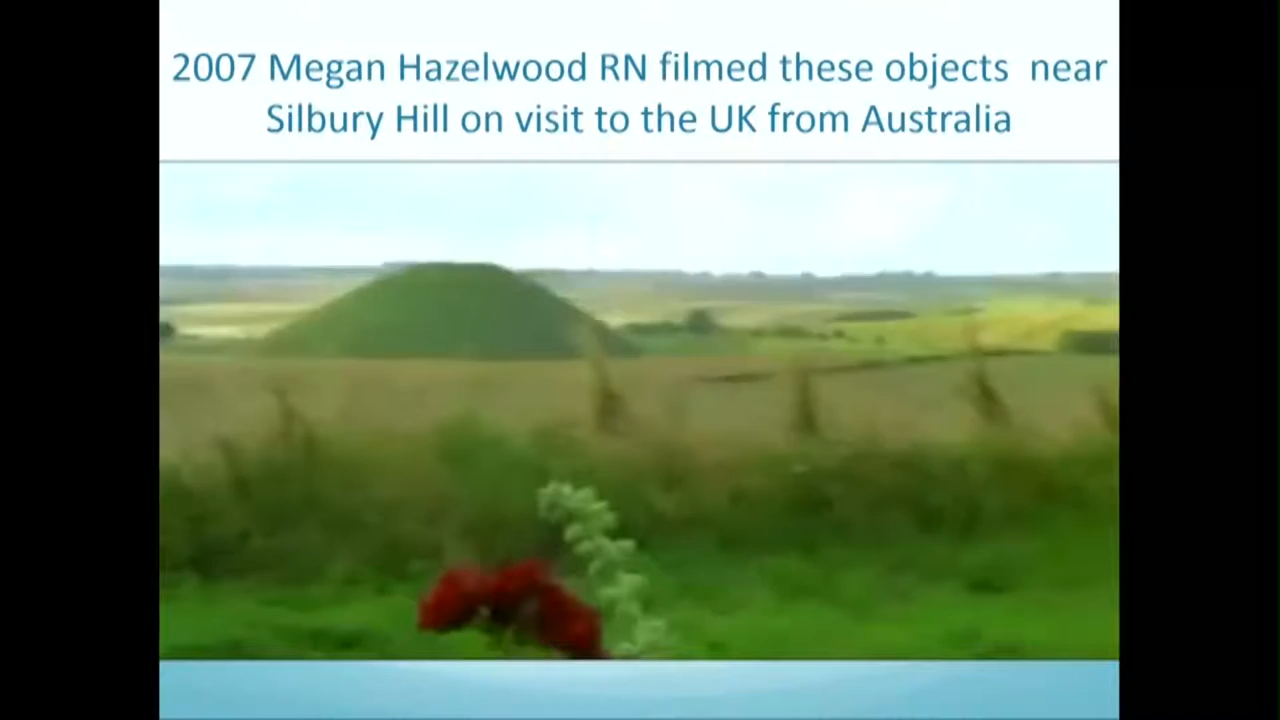 2007 Megan Hazelwood RN filmed these objects near
Silbury Hill on visit to the UK from Australia